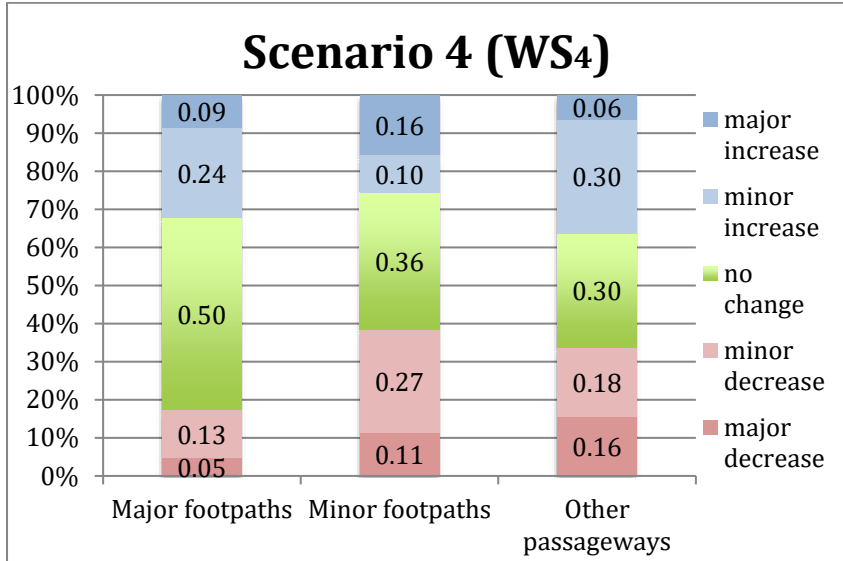 Scenario 4 (WS4)
100%
90%
80%
70%
60%
50%
40%
30%
20%
10%
0%
0.09
0.24
0.50
0.13
0.05
0.16
0.10
0.36
0.27
0.11
0.06
0.30
0.30
0.18
0.16
Major footpaths
Minor footpaths
Other
passageways
major
increase
minor
increase
no
change
minor
decrease
major
decrease